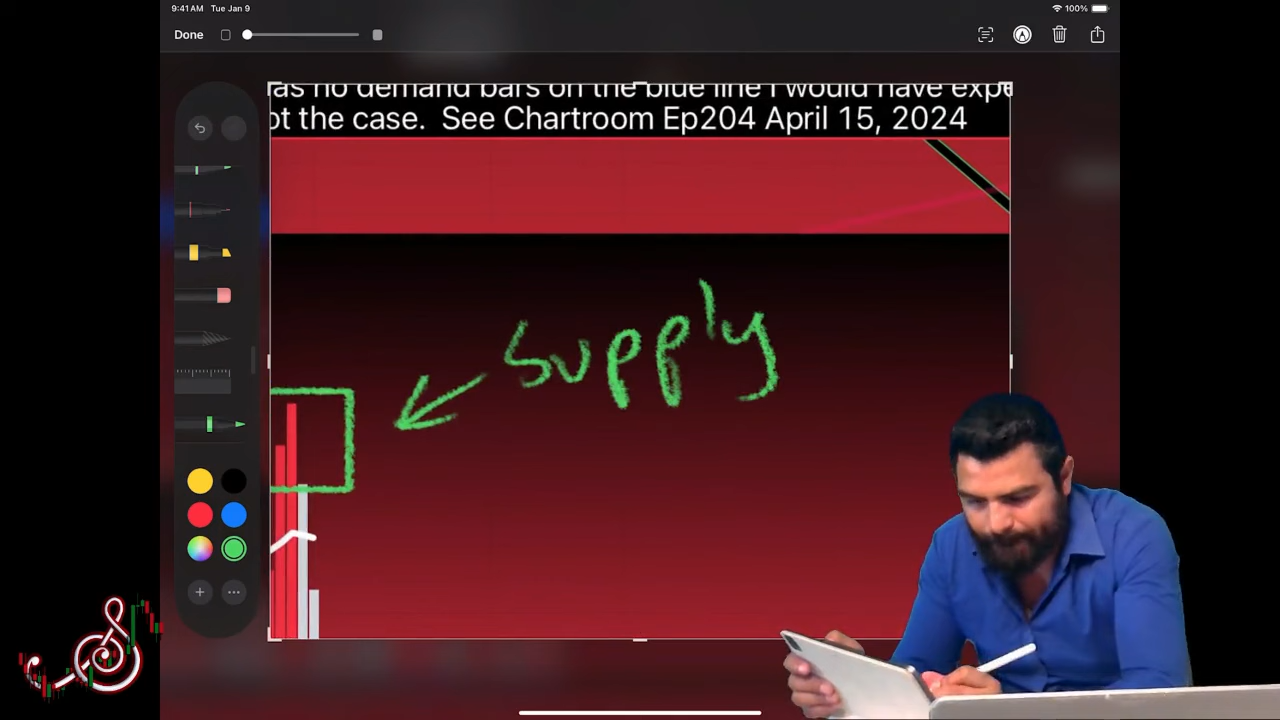 9:41 AM Tue Jan 9
100%
Done
as no demand bars on the blue line I would have expe
ot the case. See Chartroom Ep204 April 15, 2024
supply